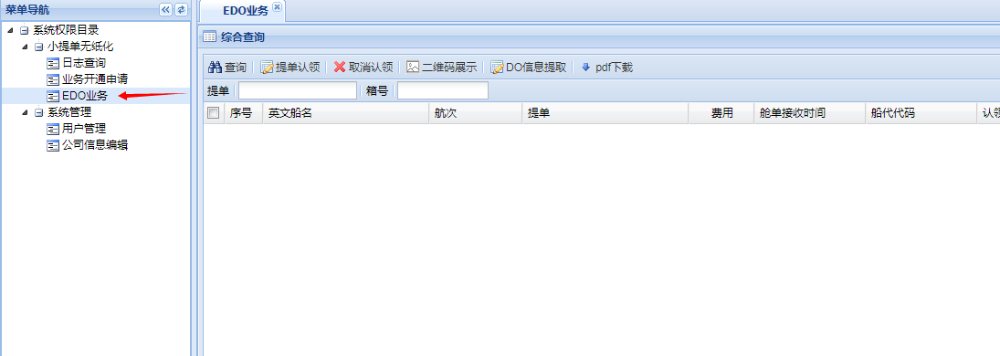 菜单导航
系统权限目录
小提单无纸化
日志查询
业务开通申请
EDO业务
系统管理
用户管理
公司信息编辑
EDO业务
综合查询
查询 提单认领 取消认领 二维码展示 DO信息提取 pdf下载
提单 箱号
序号 英文船名 航次 提单 费用 舱单接收时间 船代代码 认领